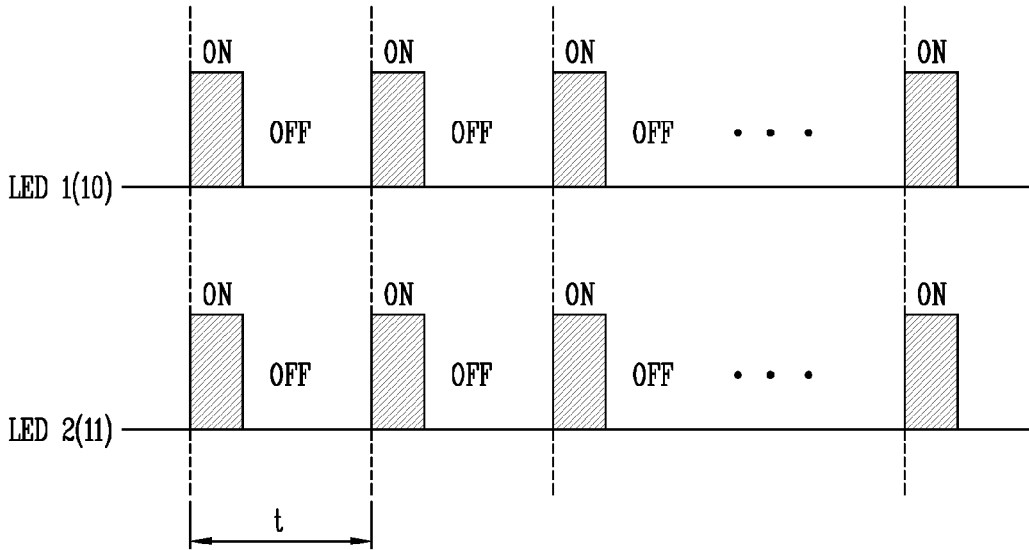 ON ON ON ON
OFF OFF OFF • • •
LED 1(10)
ON ON ON ON
OFF OFF OFF • • •
LED 2(11)
t